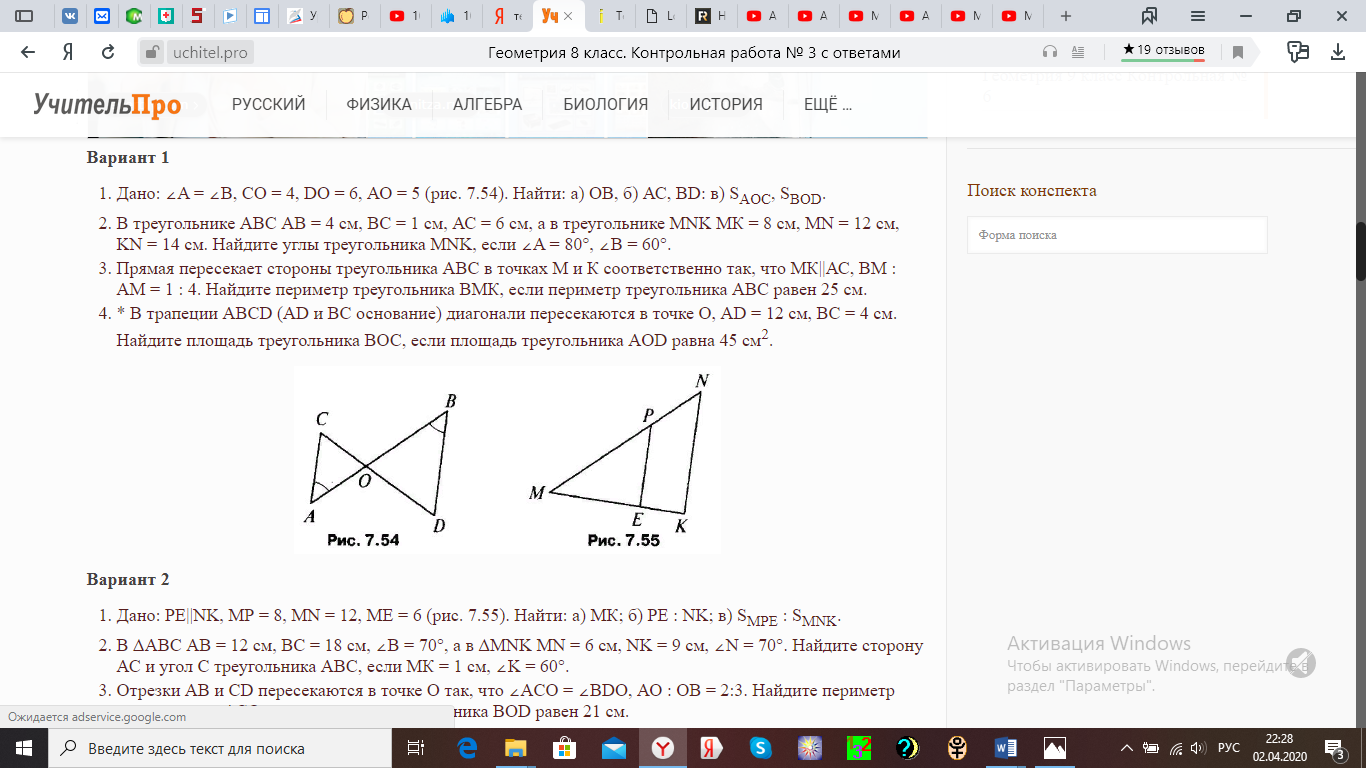 uchitel.pro
Геометрия 8 класс. Контрольная работа № 3 с ответами
★ 19 отзывов
УчительПро
РУССКИЙ
ФИЗИКА
АЛГЕБРА
БИОЛОГИЯ
ИСТОРИЯ
ЕЩЁ ...
Вариант 1
1. Дано: ∠A = ∠B, CO = 4, DO = 6, AO = 5 (рис. 7.54). Найти: а) OB, б) AC, BD: в) SAOC, SBOD.
2. В треугольнике ABC AB = 4 см, BC = 1 см, AC = 6 см, а в треугольнике MNK MK = 8 см, MN = 12 см,
KN = 14 см. Найдите углы треугольника MNK, если ∠A = 80°, ∠B = 60°.
3. Прямая пересекает стороны треугольника ABC в точках M и K соответственно так, что MK||AC, BM :
AM = 1 : 4. Найдите периметр треугольника BMK, если периметр треугольника ABC равен 25 см.
4. * В трапеции ABCD (AD и BC основание) диагонали пересекаются в точке O, AD = 12 см, BC = 4 см.
Найдите площадь треугольника BOC, если площадь треугольника AOD равна 45 см2.
C
B
O
A
D
Рис. 7.54
N
P
M
E
K
Рис. 7.55
Вариант 2
1. Дано: PE||NK, MP = 8, MN = 12, ME = 6 (рис. 7.55). Найти: а) MK; б) PE : NK; в) SMPE : SMNK.
2. В ΔABC AB = 12 см, BC = 18 см, ∠B = 70°, а в ΔMNK MN = 6 см, NK = 9 см, ∠N = 70°. Найдите сторону
AC и угол C треугольника ABC, если MK = 1 см, ∠K = 60°.
3. Отрезки AB и CD пересекаются в точке O так, что ∠ACO = ∠BDO, AO : OB = 2:3. Найдите периметр
ника BOD равен 21 см.
Поиск конспекта
Форма поиска
Активация Windows
Чтобы активировать Windows, перейдите в
раздел "Параметры".
Ожидается adservice.google.com
Введите здесь текст для поиска
РУС
22:28
02.04.2020
3